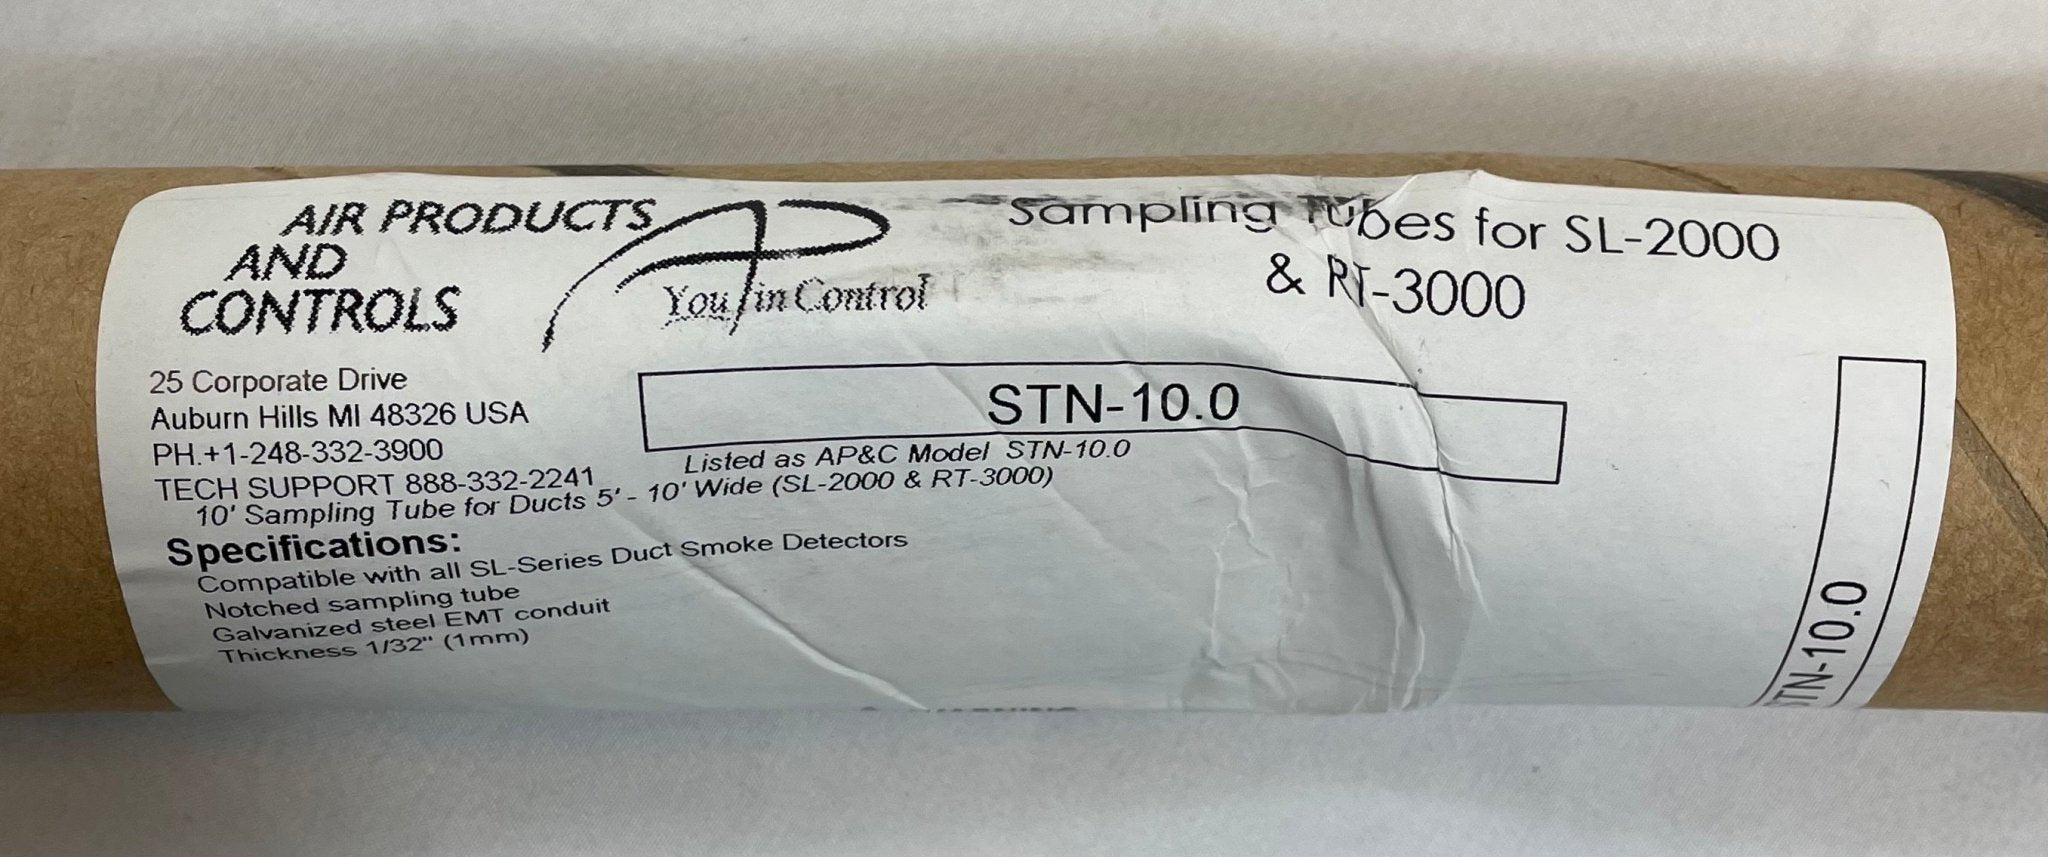 AIR PRODUCTS
AND
CONTROLS
AP
You in Control
Sampling Tubes for SL-2000
& RT-3000
25 Corporate Drive
Auburn Hills MI 48326 USA
PH.+1-248-332-3900
TECH SUPPORT 888-332-2241
STN-10.0
Listed as AP&C Model STN-10.0
10' Sampling Tube for Ducts 5' - 10' Wide (SL-2000 & RT-3000)
Specifications:
Compatible with all SL-Series Duct Smoke Detectors
Notched sampling tube
Galvanized steel EMT conduit
Thickness 1/32" (1mm)
STN-10.0